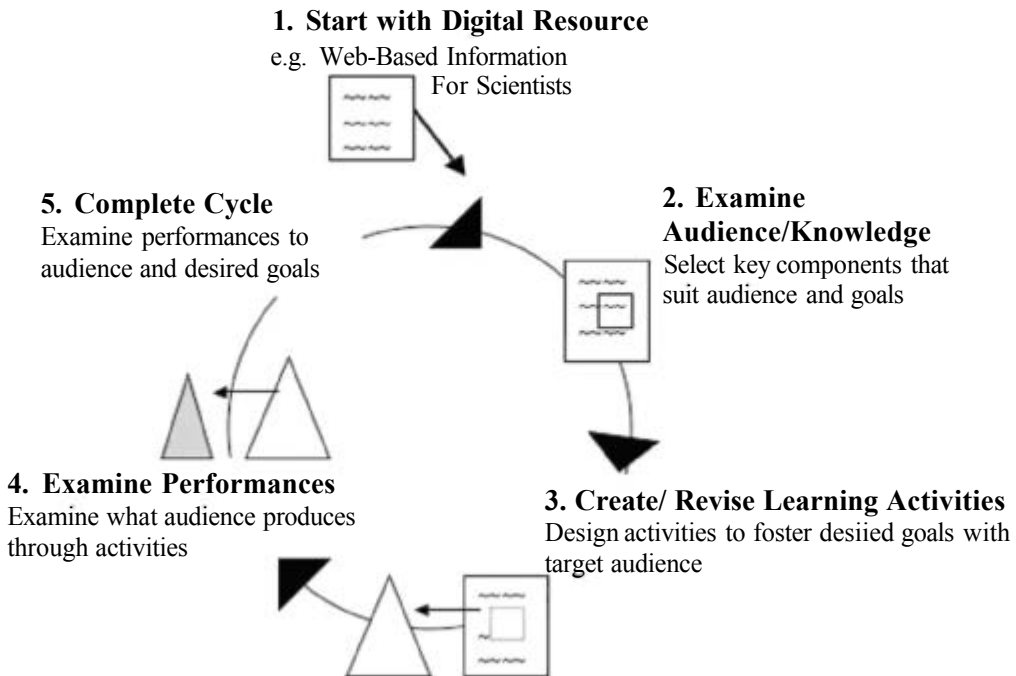 1. Start with Digital Resource
e.g. Web-Based Information
For Scientists
2. Examine
Audience/Knowledge
Select key components that
suit audience and goals
3. Create/ Revise Learning Activities
Design activities to foster desiied goals with
target audience
4. Examine Performances
Examine what audience produces
through activities
5. Complete Cycle
Examine performances to
audience and desired goals